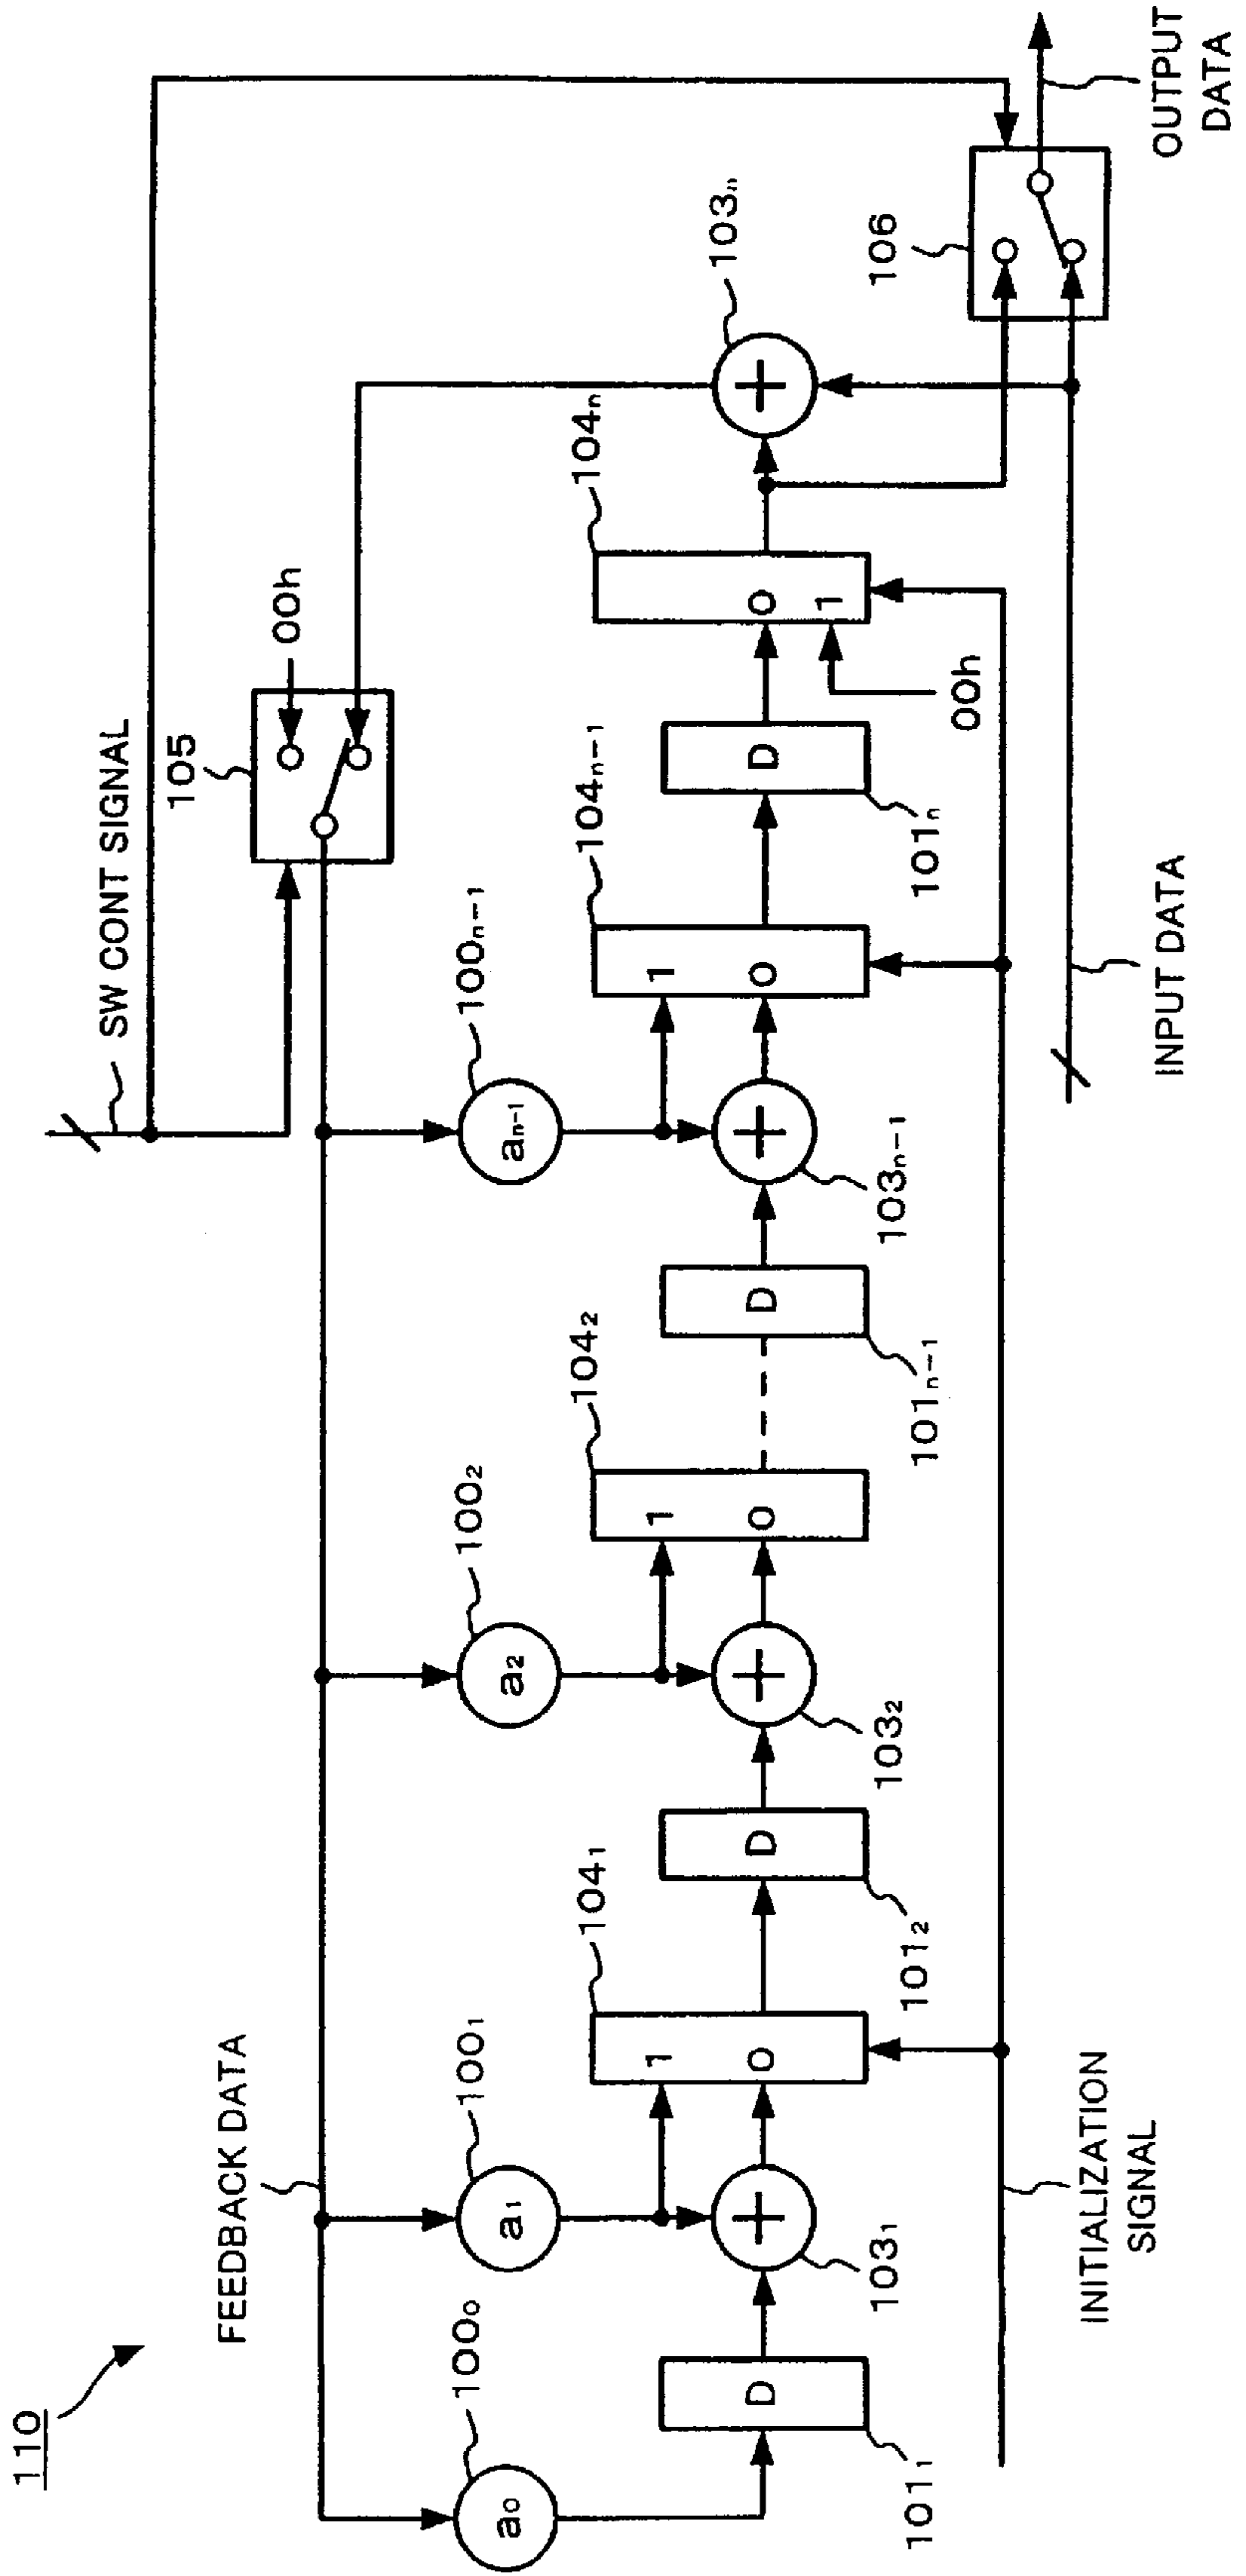 110
SW CONT SIGNAL
FEEDBACK DATA
105
00h
100₀
100₁
100₂
100ₙ₋₁
a₀
a₁
a₂
aₙ₋₁
104₁
104₂
104ₙ₋₁
104ₙ
103ₙ
1
1
1
0
0
0
0
1
D
D
D
D
101₁
103₁
101₂
103₂
101ₙ₋₁
103ₙ₋₁
101ₙ
00h
106
INITIALIZATION
SIGNAL
INPUT DATA
OUTPUT
DATA